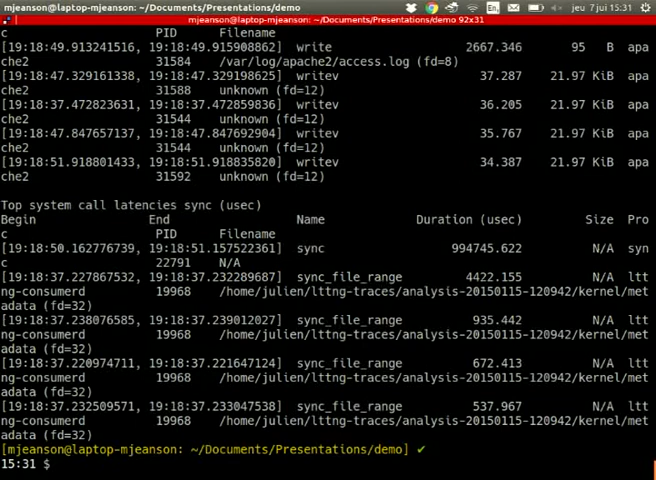 mjeanson@laptop-mjeanson: ~/Documents/Presentations/demo
En
jeu 7 jui 15:31
mjeanson@laptop-mjeanson: ~/Documents/Presentations/demo 92x31
c PID Filename
[19:18:49.913241516, 19:18:49.915908862] write 2667.346 95 B apa
che2 31584 /var/log/apache2/access.log (fd=8)
[19:18:47.329161338, 19:18:47.329198625] writev 37.287 21.97 KiB apa
che2 31588 unknown (fd=12)
[19:18:37.472823631, 19:18:37.472859836] writev 36.205 21.97 KiB apa
che2 31544 unknown (fd=12)
[19:18:47.847657137, 19:18:47.847692904] writev 35.767 21.97 KiB apa
che2 31544 unknown (fd=12)
[19:18:51.918801433, 19:18:51.918835820] writev 34.387 21.97 KiB apa
che2 31592 unknown (fd=12)
Top system call latencies sync (usec)
Begin End Name Duration (usec) Size Pro
c PID Filename
[19:18:50.162776739, 19:18:51.157522361] sync 994745.622 N/A syn
c 22791 N/A
[19:18:37.227867532, 19:18:37.232289687] sync_file_range 4422.155 N/A ltt
ng-consumerd 19968 /home/julien/lttng-traces/analysis-20150115-120942/kernel/met
adata (fd=32)
[19:18:37.238076585, 19:18:37.239012027] sync_file_range 935.442 N/A ltt
ng-consumerd 19968 /home/julien/lttng-traces/analysis-20150115-120942/kernel/met
adata (fd=32)
[19:18:37.220974711, 19:18:37.221647124] sync_file_range 672.413 N/A ltt
ng-consumerd 19968 /home/julien/lttng-traces/analysis-20150115-120942/kernel/met
adata (fd=32)
[19:18:37.232509571, 19:18:37.233047538] sync_file_range 537.967 N/A ltt
ng-consumerd 19968 /home/julien/lttng-traces/analysis-20150115-120942/kernel/met
adata (fd=32)
[mjeanson@laptop-mjeanson: ~/Documents/Presentations/demo] ✔
15:31 $